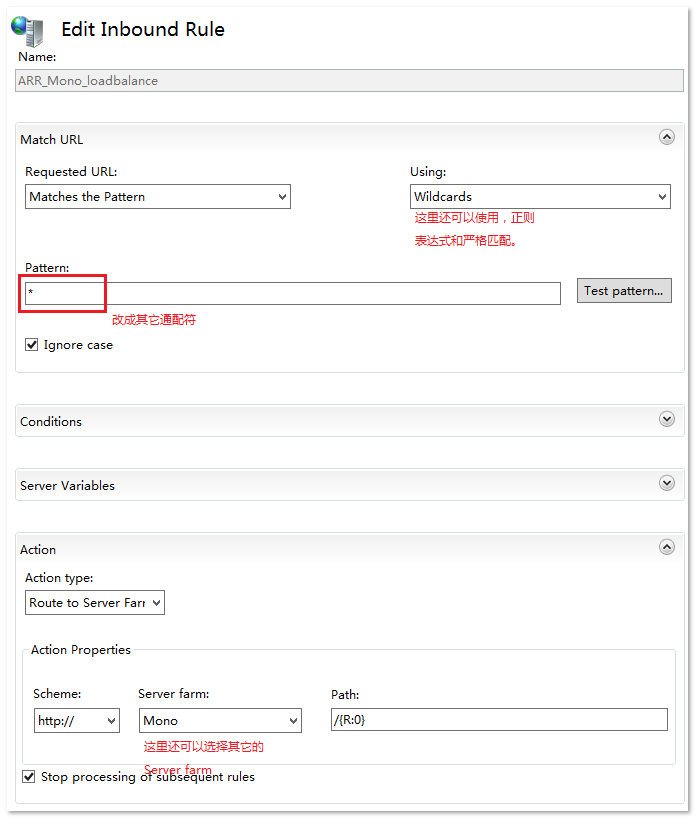 Edit Inbound Rule
Name:
ARR_Mono_loadbalance
Match URL
Requested URL:
Using:
Matches the Pattern
Wildcards
这里还可以使用，正则
表达式和严格匹配。
Pattern:
*
Test pattern...
改成其它通配符
Ignore case
Conditions
Server Variables
Action
Action type:
Route to Server Farr
Action Properties
Scheme:
Server farm:
Path:
http://
Mono
/{R:0}
这里还可以选择其它的
Server farm
Stop processing of subsequent rules